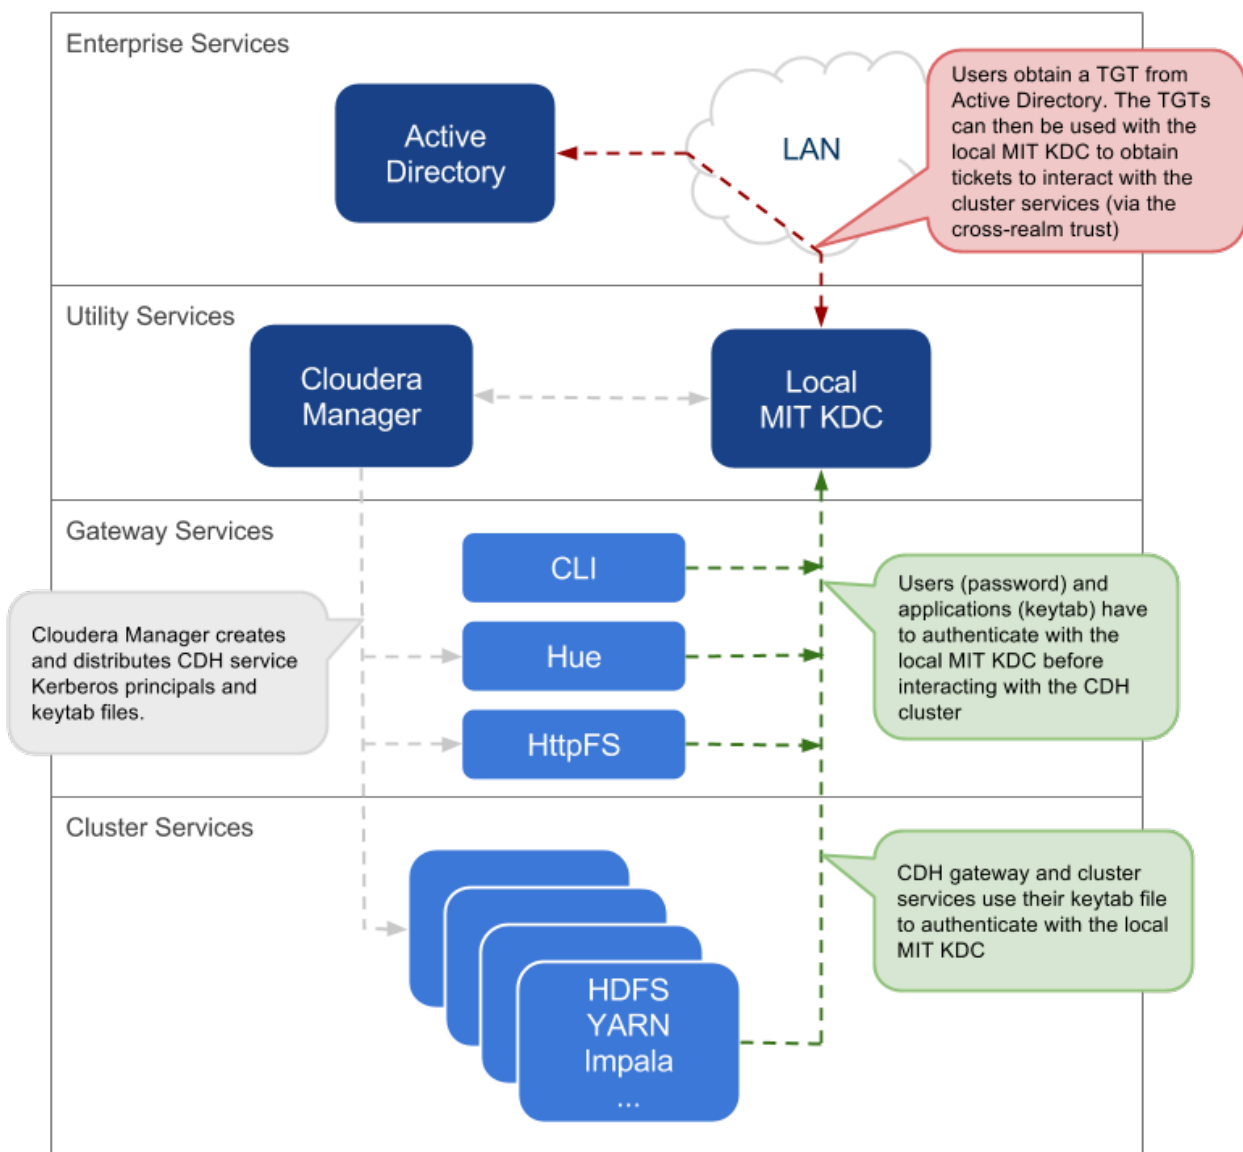 Enterprise Services
Active
Directory
LAN
Users obtain a TGT from
Active Directory. The TGTs
can then be used with the
local MIT KDC to obtain
tickets to interact with the
cluster services (via the
cross-realm trust)
Utility Services
Cloudera
Manager
Local
MIT KDC
Gateway Services
CLI
Hue
HttpFS
Cloudera Manager creates
and distributes CDH service
Kerberos principals and
keytab files.
Users (password) and
applications (keytab) have
to authenticate with the
local MIT KDC before
interacting with the CDH
cluster
Cluster Services
HDFS
YARN
Impala
...
CDH gateway and cluster
services use their keytab file
to authenticate with the local
MIT KDC